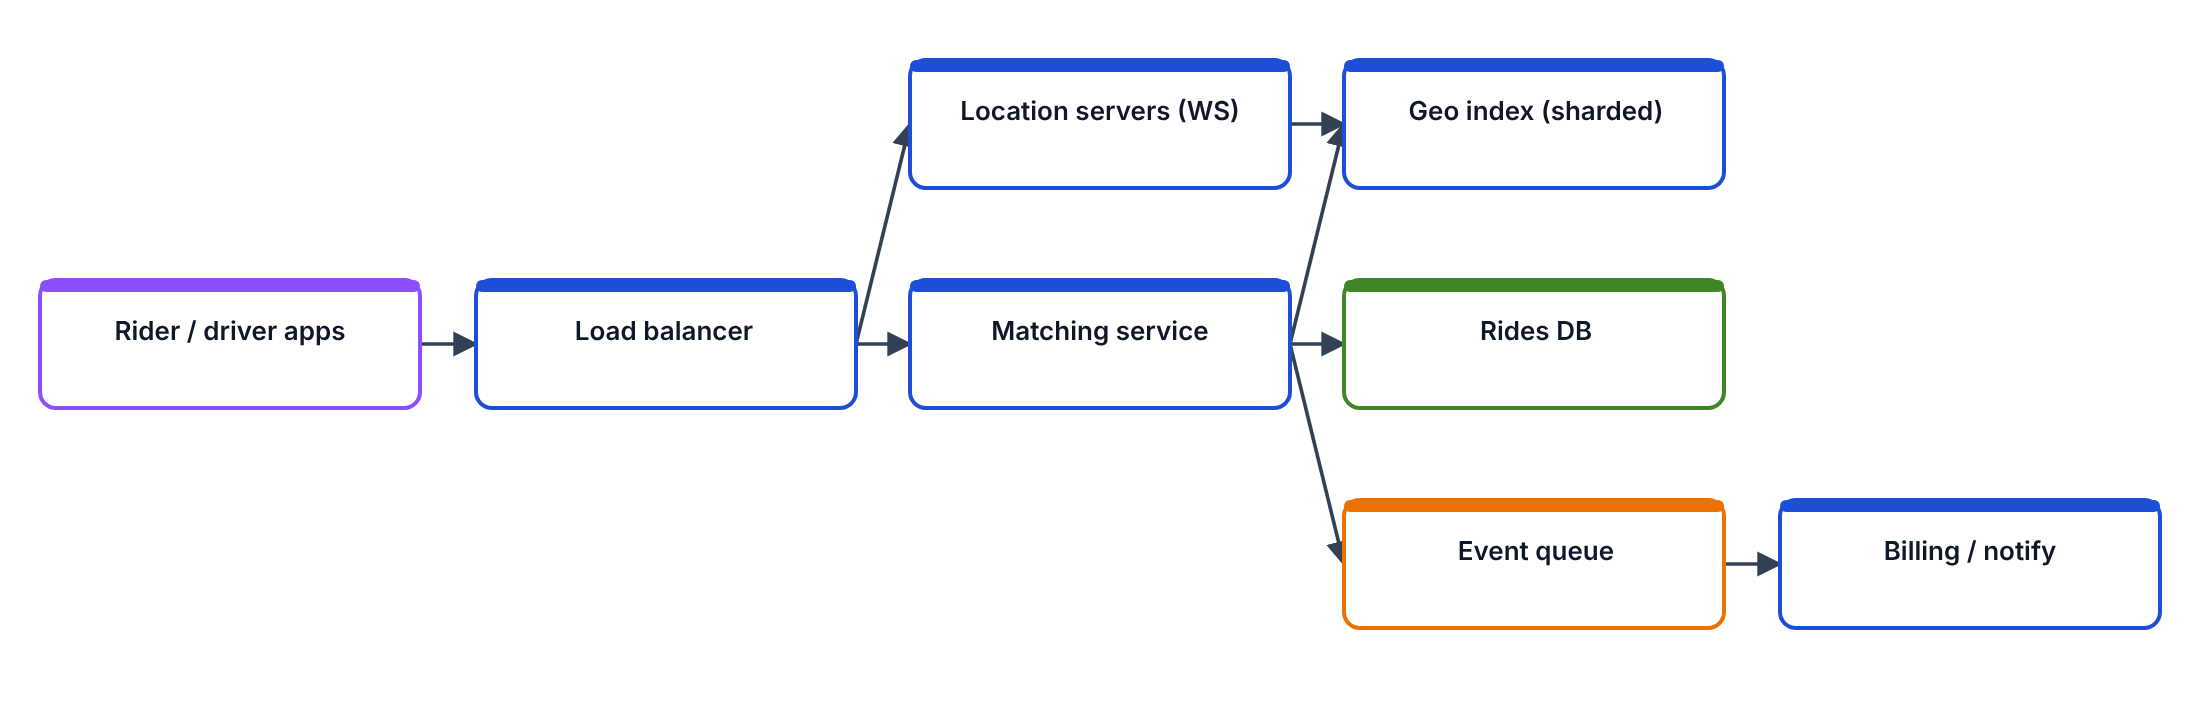 Location servers (WS)
Geo index (sharded)
Rider / driver apps
Load balancer
Matching service
Rides DB
Event queue
Billing / notify